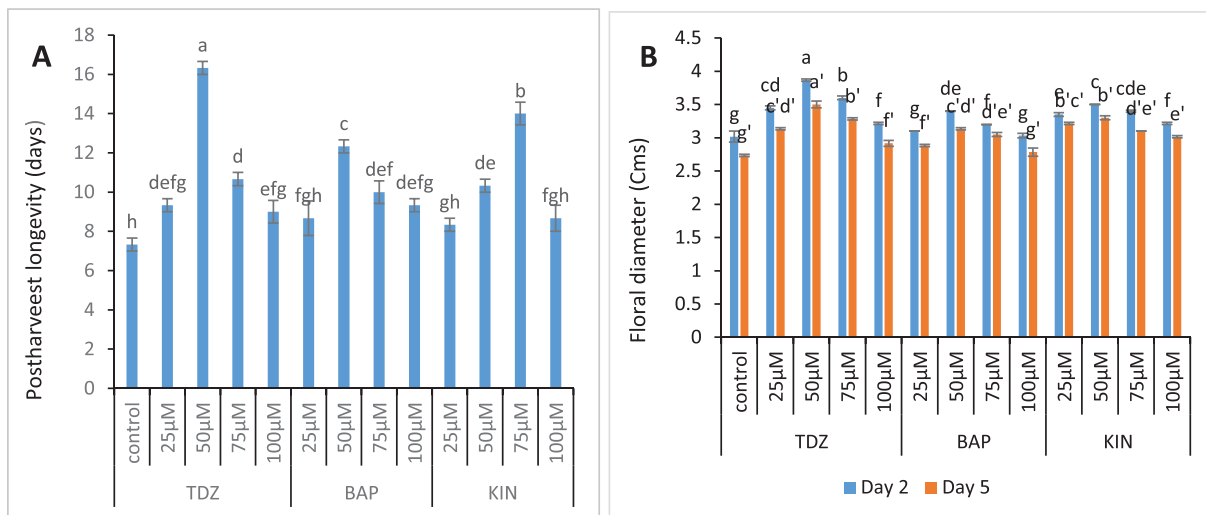 A
Postharveest longevity (days)
18
16
14
12
10
8
6
4
2
0
h
defg
a
d
efg
fgh
c
def
defg
gh
de
b
fgh
control
25µM
50µM
75µM
100µM
25µM
50µM
75µM
100µM
25µM
50µM
75µM
100µM
TDZ
BAP
KIN
B
Floral diameter (Cms)
4.5
4
3.5
3
2.5
2
1.5
1
0.5
0
g
g'
cd
c'd'
a
a'
b
b'
f
f'
g
f'
de
c'd'
f
d'e'
g
g'
e
b'c'
c
b'
cde
d'e'
f
e'
control
25µM
50µM
75µM
100µM
25µM
50µM
75µM
100µM
25µM
50µM
75µM
100µM
TDZ
BAP
KIN
Day 2
Day 5